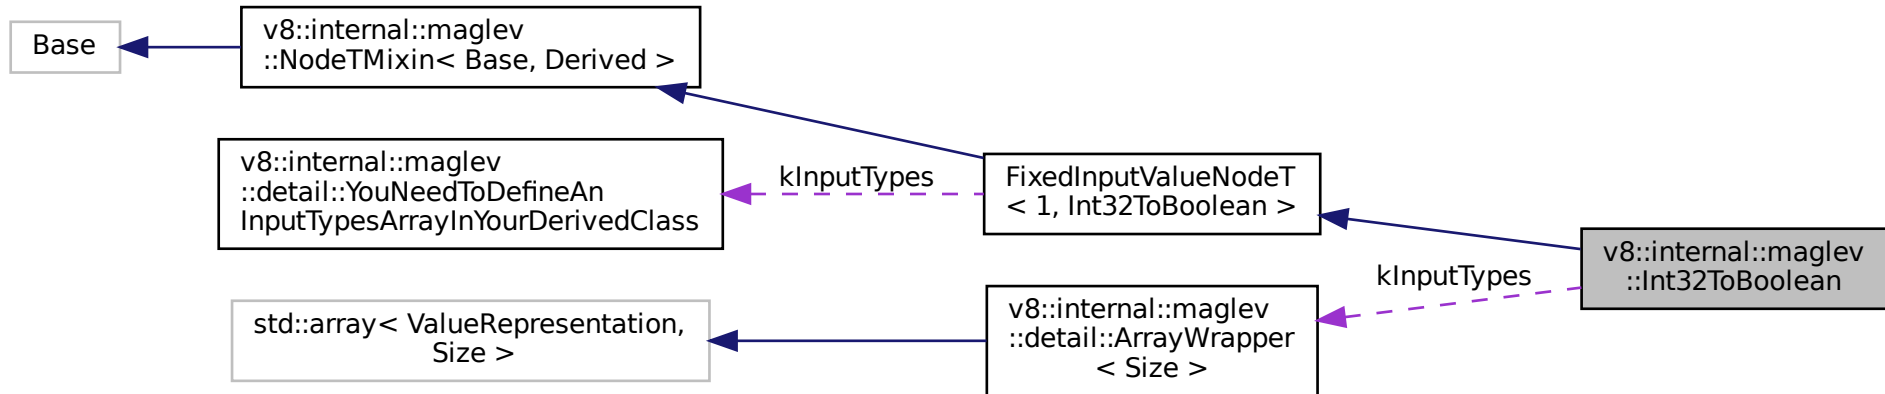 Base
v8::internal::maglev
::NodeTMixin< Base, Derived >
v8::internal::maglev
::detail::YouNeedToDefineAn
InputTypesArrayInYourDerivedClass
kInputTypes
FixedInputValueNodeT
< 1, Int32ToBoolean >
v8::internal::maglev
::Int32ToBoolean
kInputTypes
std::array< ValueRepresentation,
Size >
v8::internal::maglev
::detail::ArrayWrapper
< Size >